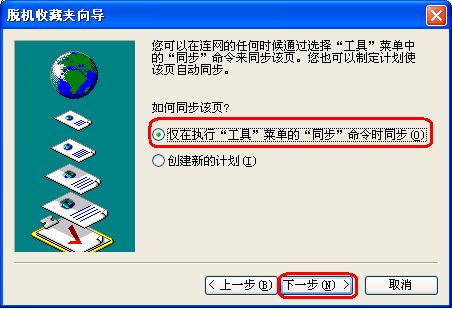 脱机收藏夹向导
您可以在连网的任何时候通过选择“工具”菜单中
的“同步”命令来同步该页。您也可以制定计划使
该页自动同步。
如何同步该页?
仅在执行“工具”菜单的“同步”命令时同步(O)
创建新的计划(I)
< 上一步(B) 下一步(N) > 取消